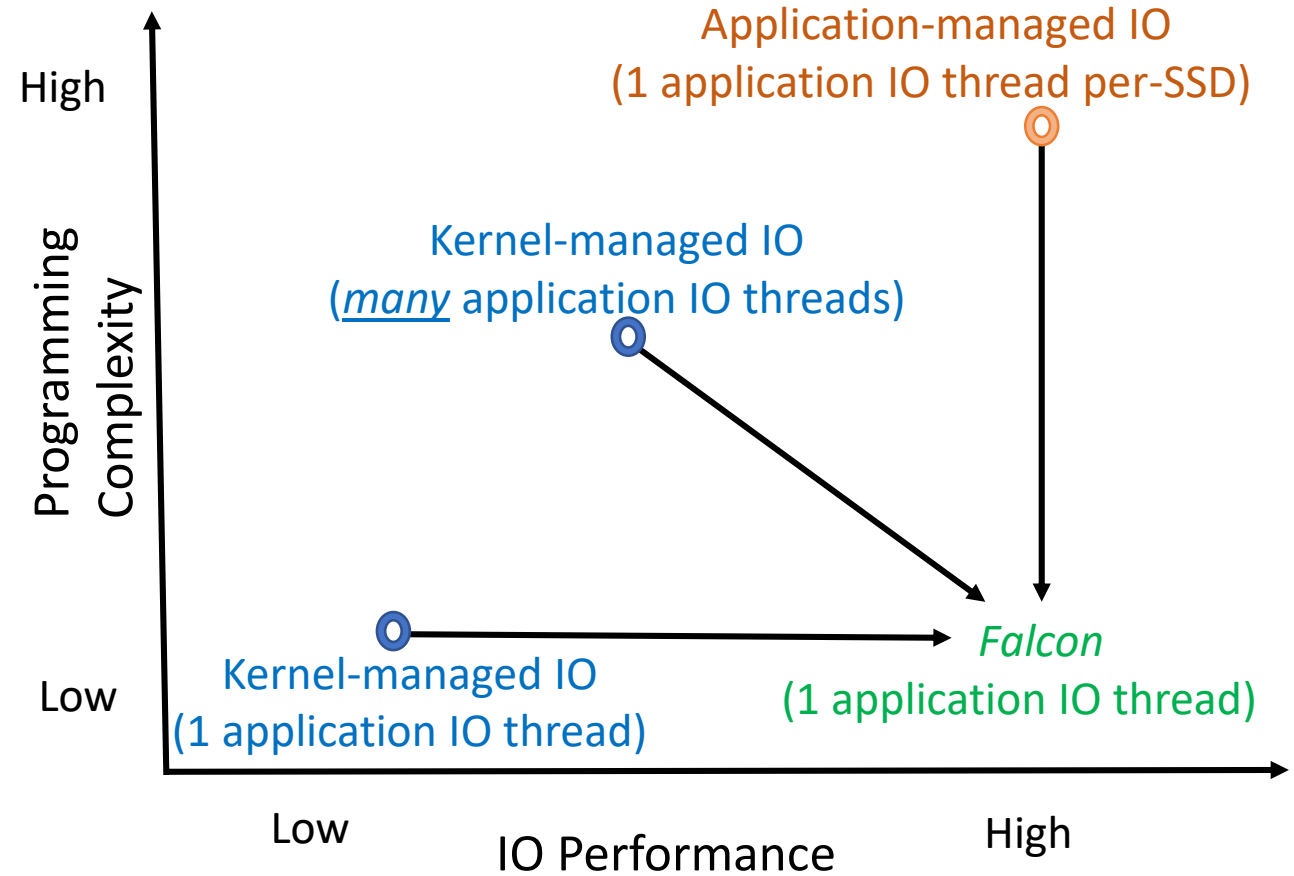 Application-managed IO
(1 application IO thread per-SSD)
High
Kernel-managed IO
(many application IO threads)
Programming
Complexity
Falcon
(1 application IO thread)
Kernel-managed IO
(1 application IO thread)
Low
Low
High
IO Performance